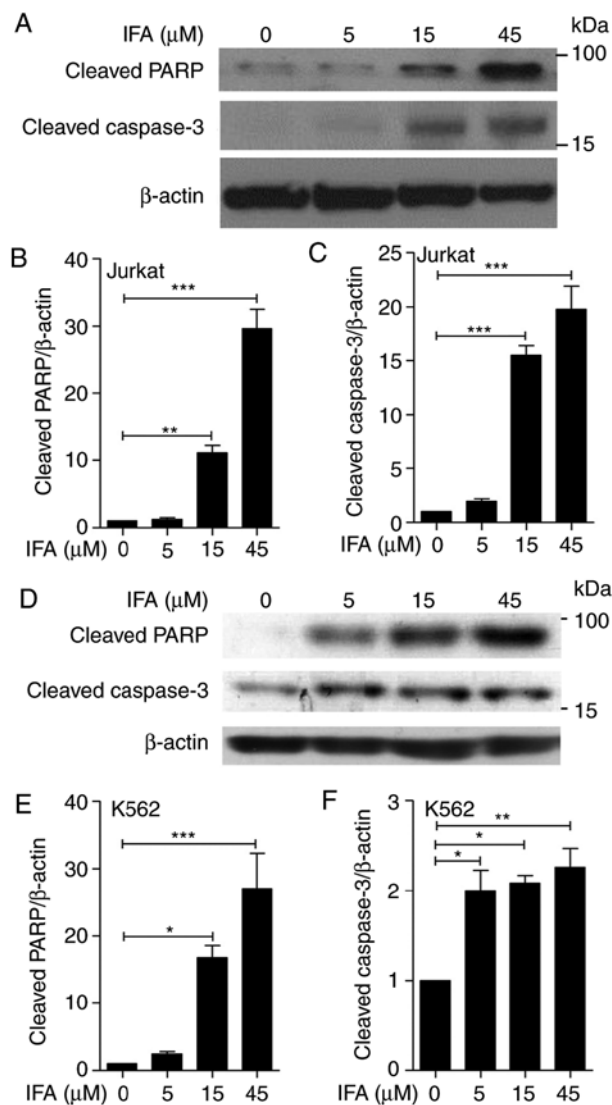 A
IFA (μM) 0 5 15 45 kDa
Cleaved PARP 100
Cleaved caspase-3 15
β-actin
B
Jurkat
Cleaved PARP/β-actin
40
30
20
10
0
***
**
IFA (μM) 0 5 15 45
C
Jurkat
Cleaved caspase-3/β-actin
25
20
15
10
5
0
***
***
IFA (μM) 0 5 15 45
D
IFA (μM) 0 5 15 45 kDa
Cleaved PARP 100
Cleaved caspase-3 15
β-actin
E
K562
Cleaved PARP/β-actin
40
30
20
10
0
***
*
IFA (μM) 0 5 15 45
F
K562
Cleaved caspase-3/β-actin
3
2
1
0
**
*
*
IFA (μM) 0 5 15 45